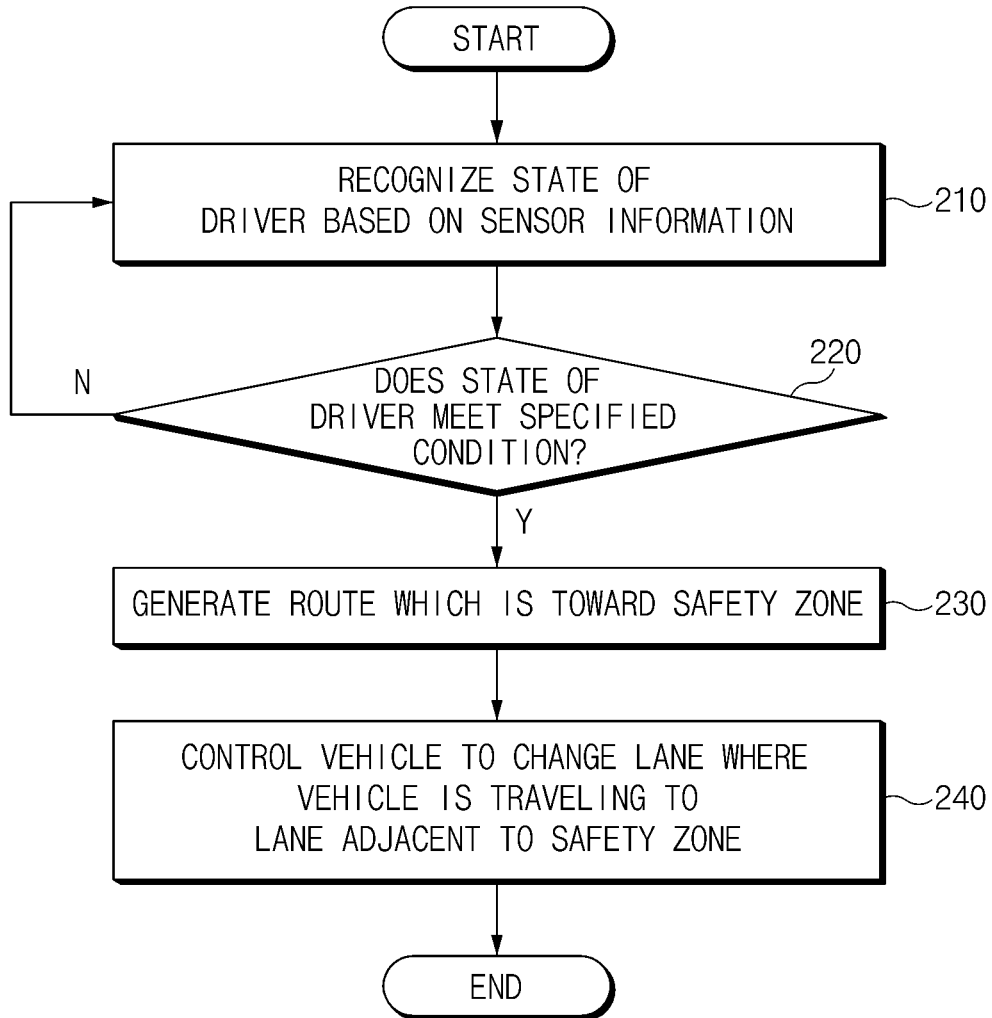 START
RECOGNIZE STATE OF
DRIVER BASED ON SENSOR INFORMATION
210
220
DOES STATE OF
DRIVER MEET SPECIFIED
CONDITION?
N
Y
GENERATE ROUTE WHICH IS TOWARD SAFETY ZONE
230
CONTROL VEHICLE TO CHANGE LANE WHERE
VEHICLE IS TRAVELING TO
LANE ADJACENT TO SAFETY ZONE
240
END